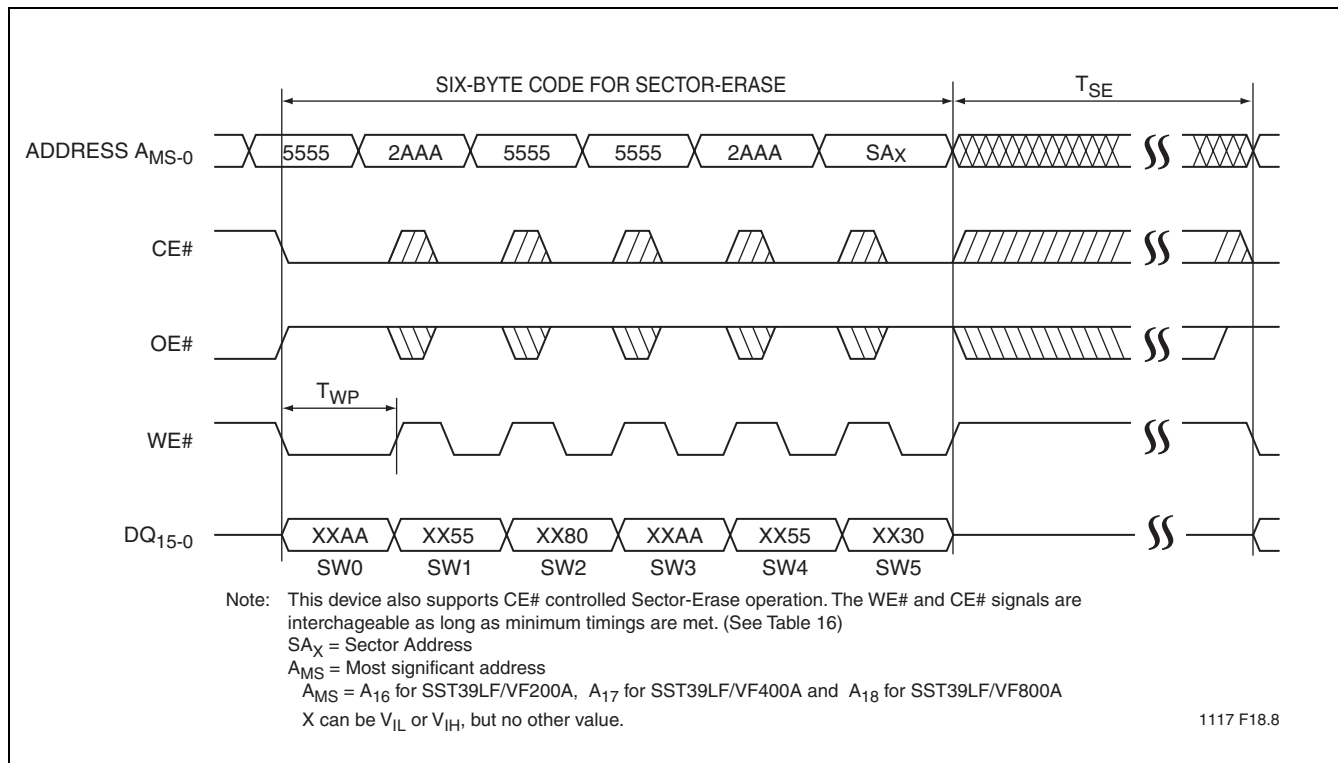 SIX-BYTE CODE FOR SECTOR-ERASE
TSE
ADDRESS AMS-0
5555 2AAA 5555 5555 2AAA SAX
CE#
OE#
TWP
WE#
DQ15-0
XXAA XX55 XX80 XXAA XX55 XX30
SW0 SW1 SW2 SW3 SW4 SW5
Note: This device also supports CE# controlled Sector-Erase operation. The WE# and CE# signals are
interchageable as long as minimum timings are met. (See Table 16)
SAX = Sector Address
AMS = Most significant address
AMS = A16 for SST39LF/VF200A, A17 for SST39LF/VF400A and A18 for SST39LF/VF800A
X can be VIL or VIH, but no other value.
1117 F18.8